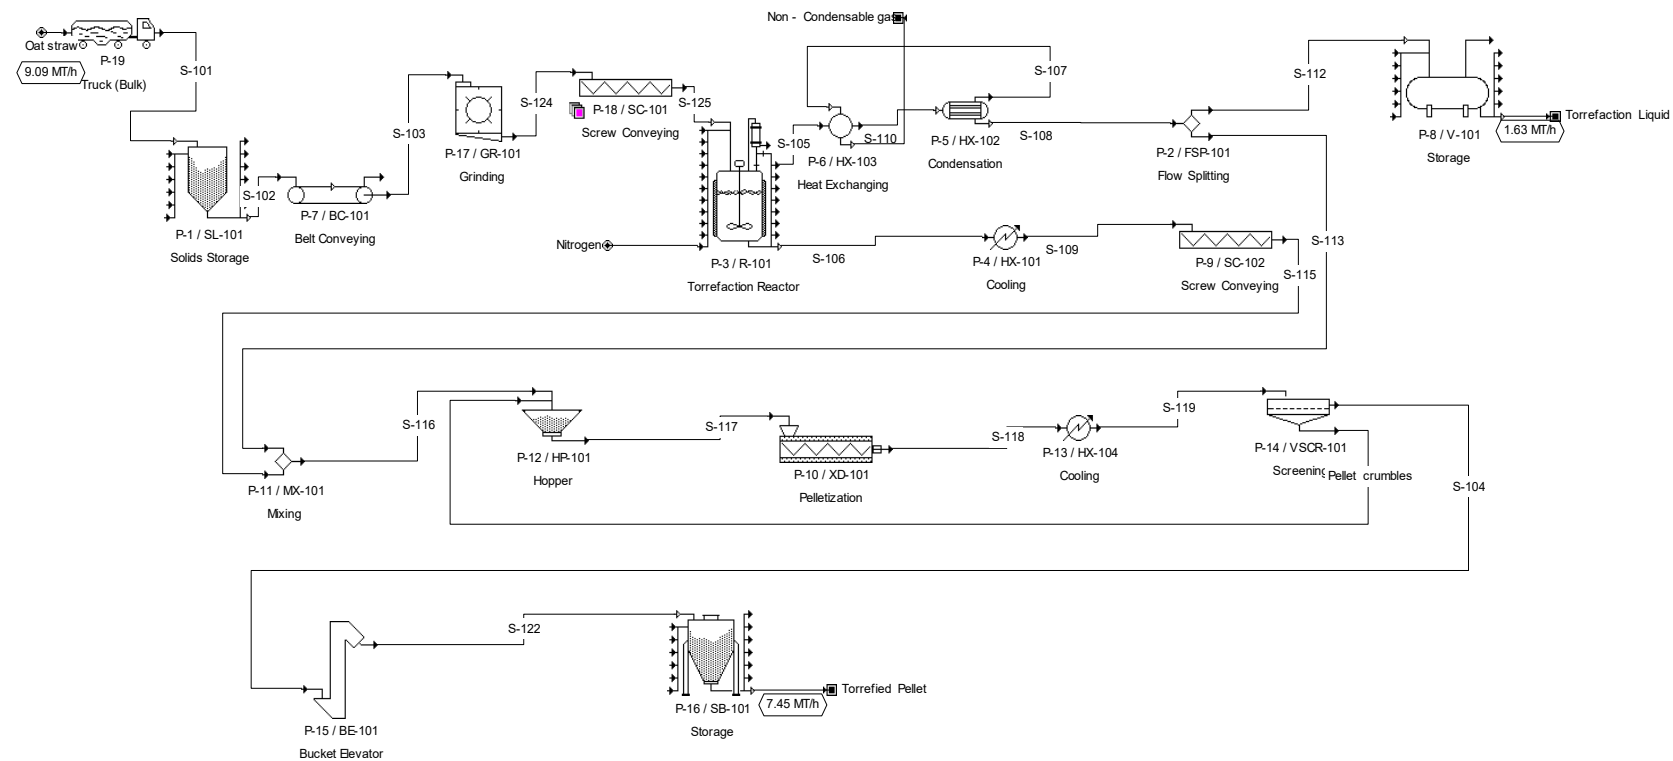 Non - Condensable gas
Oat straw
P-19
9.09 MT/h
Truck (Bulk)
S-101
S-107
S-112
S-124
P-18 / SC-101
S-125
Screw Conveying
S-103
P-17 / GR-101
Grinding
S-105
S-110
P-6 / HX-103
Heat Exchanging
P-5 / HX-102
Condensation
S-108
P-2 / FSP-101
Flow Splitting
Torrefaction Liquid
1.63 MT/h
P-8 / V-101
Storage
S-102
P-1 / SL-101
Solids Storage
P-7 / BC-101
Belt Conveying
Nitrogen
P-3 / R-101
Torrefaction Reactor
S-106
P-4 / HX-101
Cooling
S-109
P-9 / SC-102
Screw Conveying
S-113
S-115
S-116
P-12 / HP-101
Hopper
S-117
P-10 / XD-101
Pelletization
S-118
P-13 / HX-104
Cooling
S-119
P-14 / VSCR-101
Screening
Pellet crumbles
S-104
P-11 / MX-101
Mixing
S-122
P-15 / BE-101
Bucket Elevator
P-16 / SB-101
Storage
Torrefied Pellet
7.45 MT/h